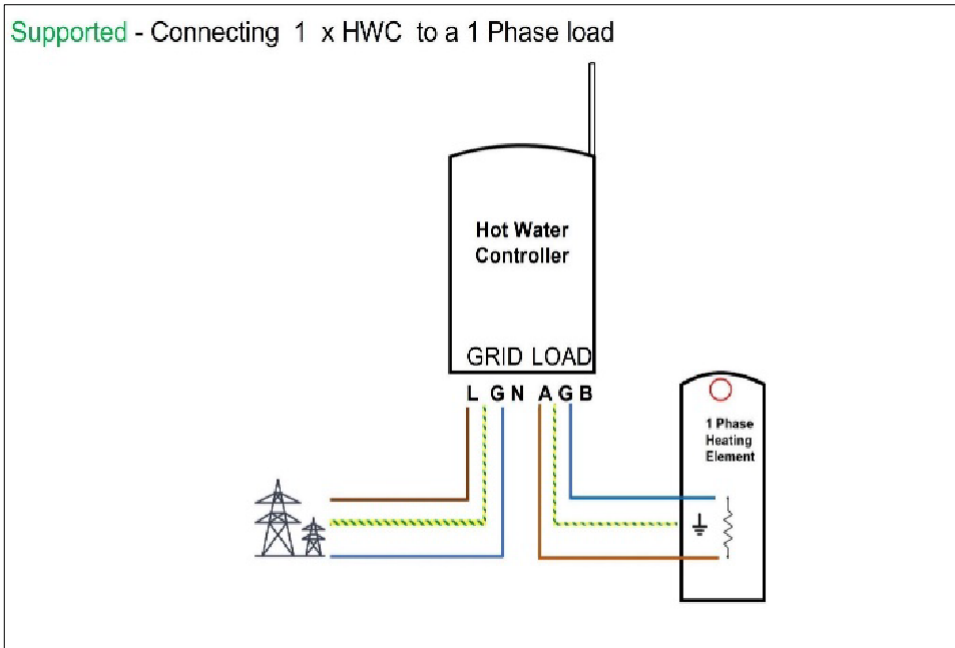 Supported - Connecting 1 x HWC to a 1 Phase load
Hot Water
Controller
GRID LOAD
L G N A G B
1 Phase
Heating
Element